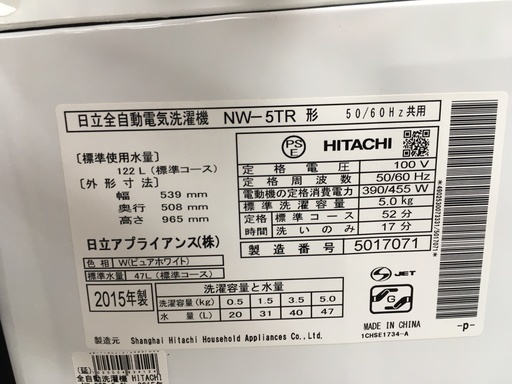 日立全自動電気洗濯機 NW-5TR 形 50/60Hz共用
[標準使用水量]
122 L (標準コース)
[外形寸法]
幅 539 mm
奥行 508 mm
高さ 965 mm
日立アプライアンス(株)
色相 W(ピュアホワイト)
標準水量 47L(標準コース)
2015年製
PS
E
HITACHI
定格電圧 100 V
定格周波数 50/60 Hz
電動機の定格消費電力 390/455 W
標準洗濯容量 5.0 kg
定格 標準コース 52 分
時間 洗いのみ 17 分
製造番号 5017071
洗濯容量と水量
洗濯容量(kg) 0.5 1.5 3.5 5.0
水量(L) 20 31 40 47
JET
G
MADE IN CHINA
1CHSE1734-A
-p-
製造元 Shanghai Hitachi Household Appliances Co.,Ltd.
全自動洗濯機 HITACHI